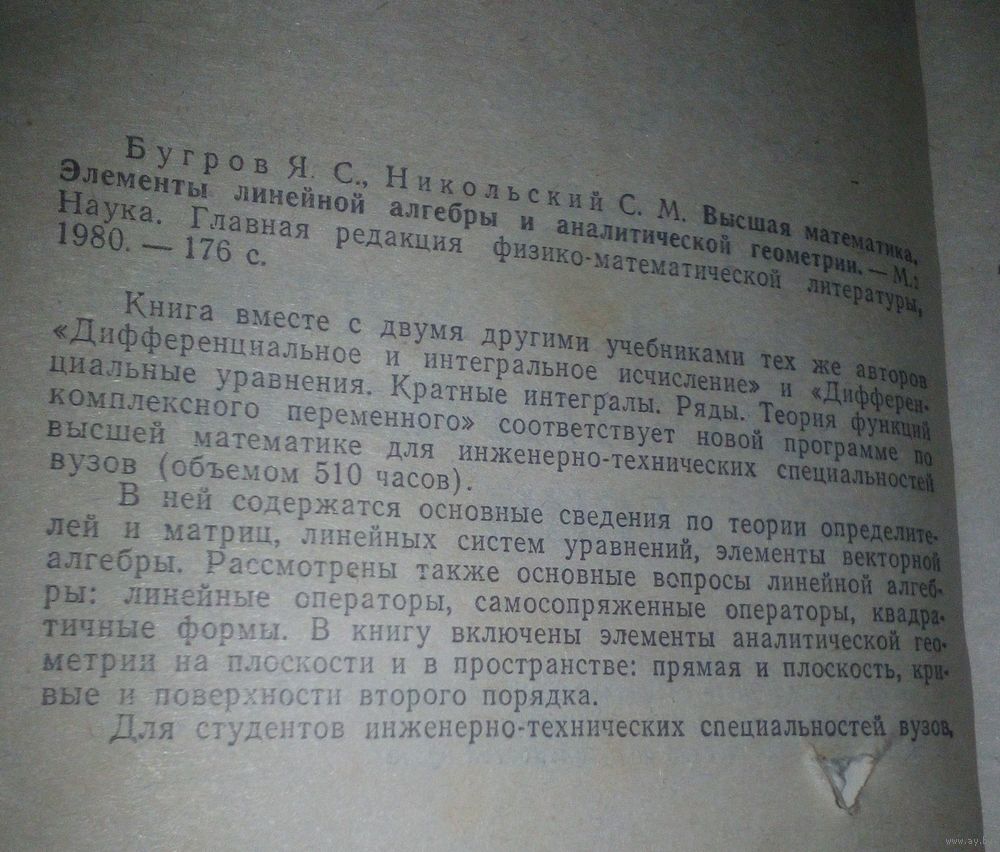 Бугров Я. С., Никольский С. М. Высшая математика.
Элементы линейной алгебры и аналитической геометрии. — М.:
Наука. Главная редакция физико-математической литературы,
1980. — 176 с.
Книга вместе с двумя другими учебниками тех же авторов
«Дифференциальное и интегральное исчисление» и «Дифферен-
циальные уравнения. Кратные интегралы. Ряды. Теория функций
комплексного переменного» соответствует новой программе по
высшей математике для инженерно-технических специальностей
вузов (объемом 510 часов).
В ней содержатся основные сведения по теории определите-
лей и матриц, линейных систем уравнений, элементы векторной
алгебры. Рассмотрены также основные вопросы линейной алгеб-
ры: линейные операторы, самосопряженные операторы, квадра-
тичные формы. В книгу включены элементы аналитической гео-
метрии на плоскости и в пространстве: прямая и плоскость, кри-
вые и поверхности второго порядка.
Для студентов инженерно-технических специальностей вузов.